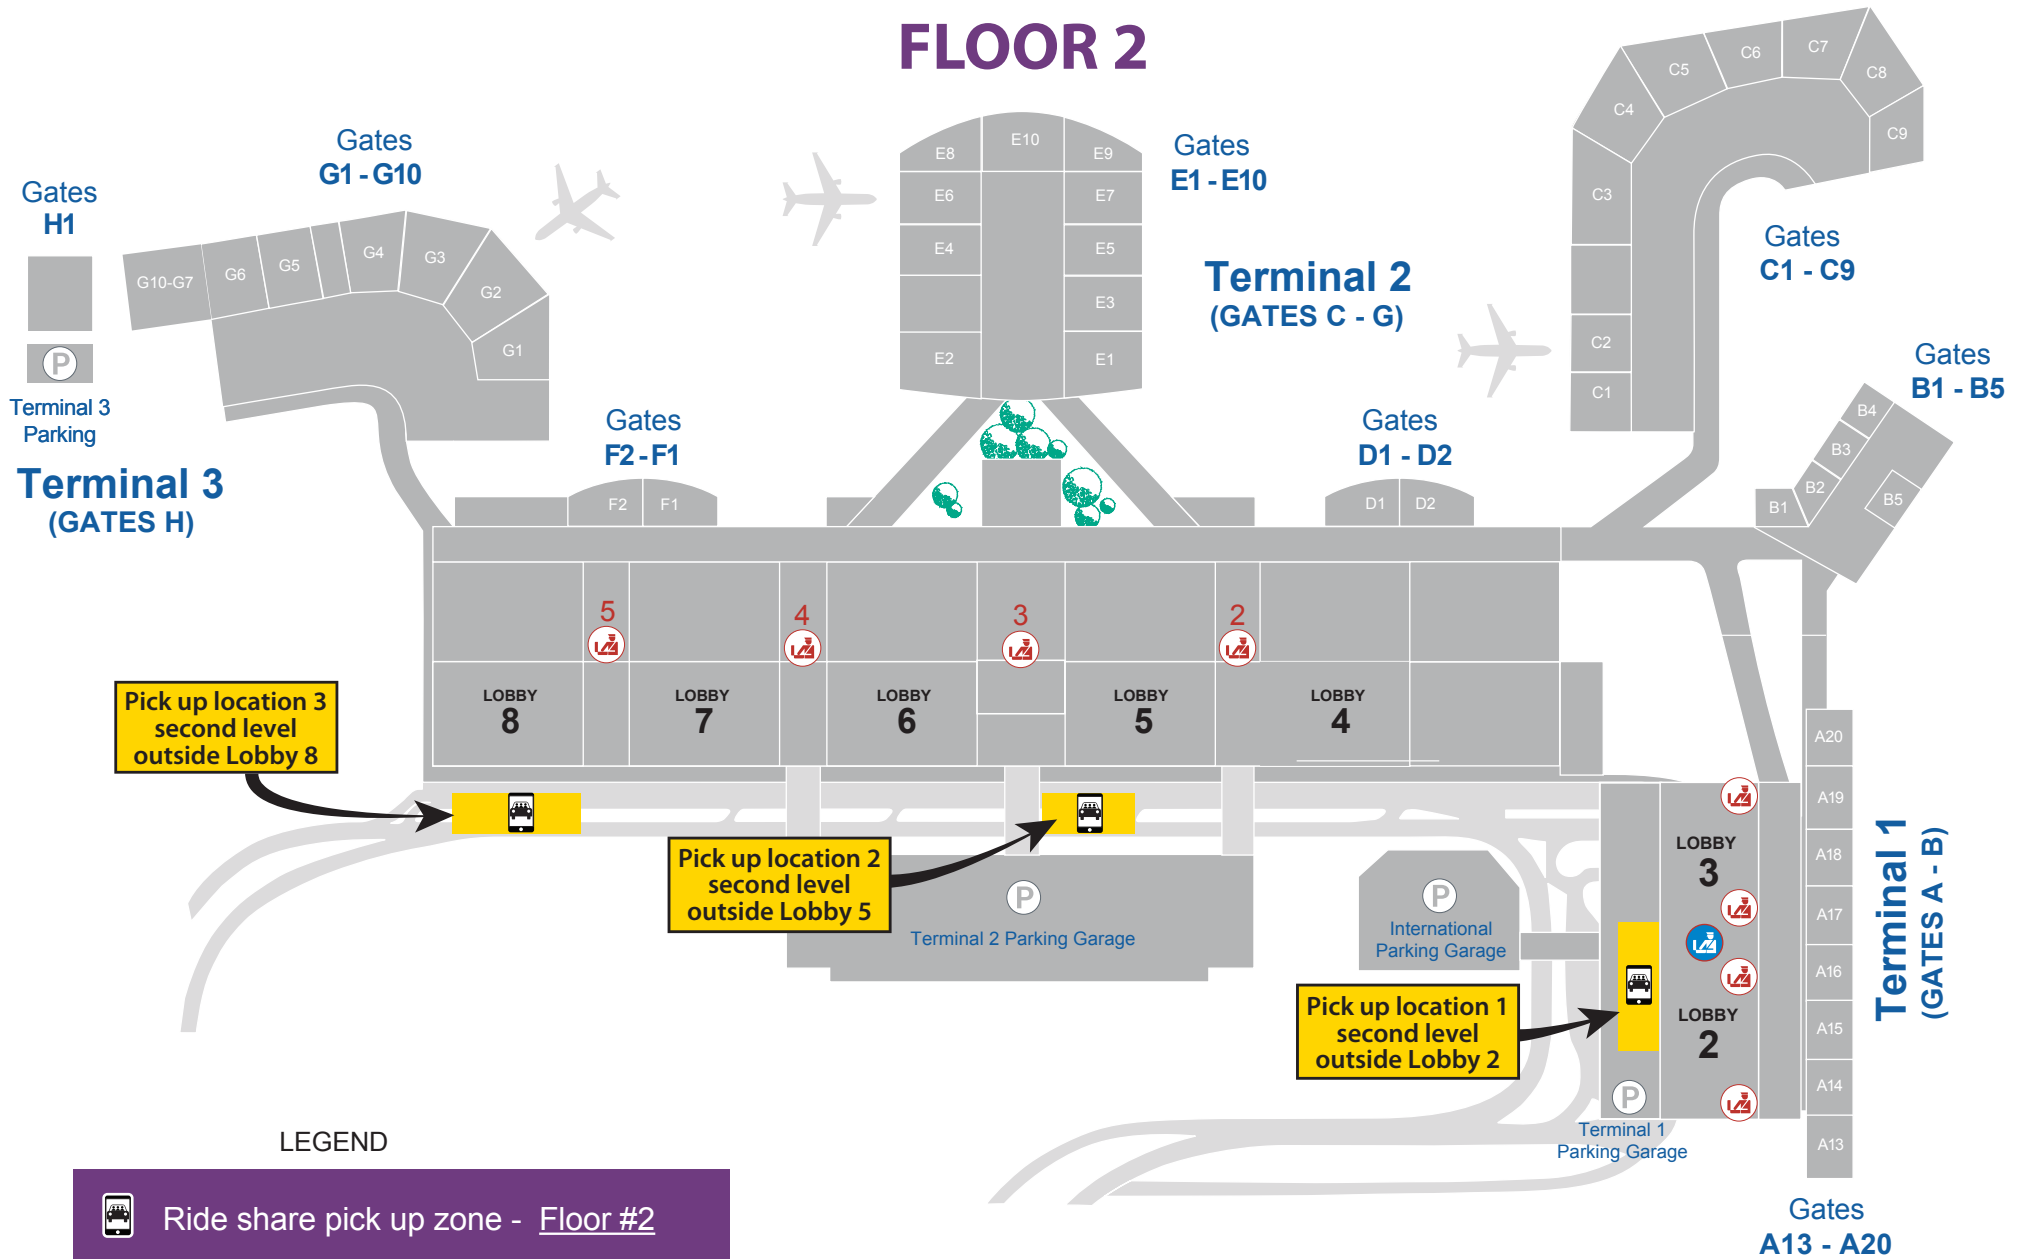 FLOOR 2
Gates
G1 - G10
Gates
H1
G10-G7
G6
G5
G4
G3
G2
G1
P
Terminal 3
Parking
Terminal 3
(GATES H)
Gates
F2 - F1
F2
F1
E8
E10
E9
E6
E7
E4
E5
E3
E2
E1
Gates
E1 - E10
Terminal 2
(GATES C - G)
Gates
D1 - D2
D1
D2
C4
C5
C6
C7
C8
C9
C3
C2
C1
Gates
C1 - C9
Gates
B1 - B5
B4
B3
B2
B1
B5
5
4
3
2
LOBBY
8
LOBBY
7
LOBBY
6
LOBBY
5
LOBBY
4
Pick up location 3
second level
outside Lobby 8
Pick up location 2
second level
outside Lobby 5
P
Terminal 2 Parking Garage
P
International
Parking Garage
Pick up location 1
second level
outside Lobby 2
LOBBY
3
LOBBY
2
P
Terminal 1
Parking Garage
A20
A19
A18
A17
A16
A15
A14
A13
Terminal 1
(GATES A - B)
Gates
A13 - A20
LEGEND
Ride share pick up zone - Floor #2